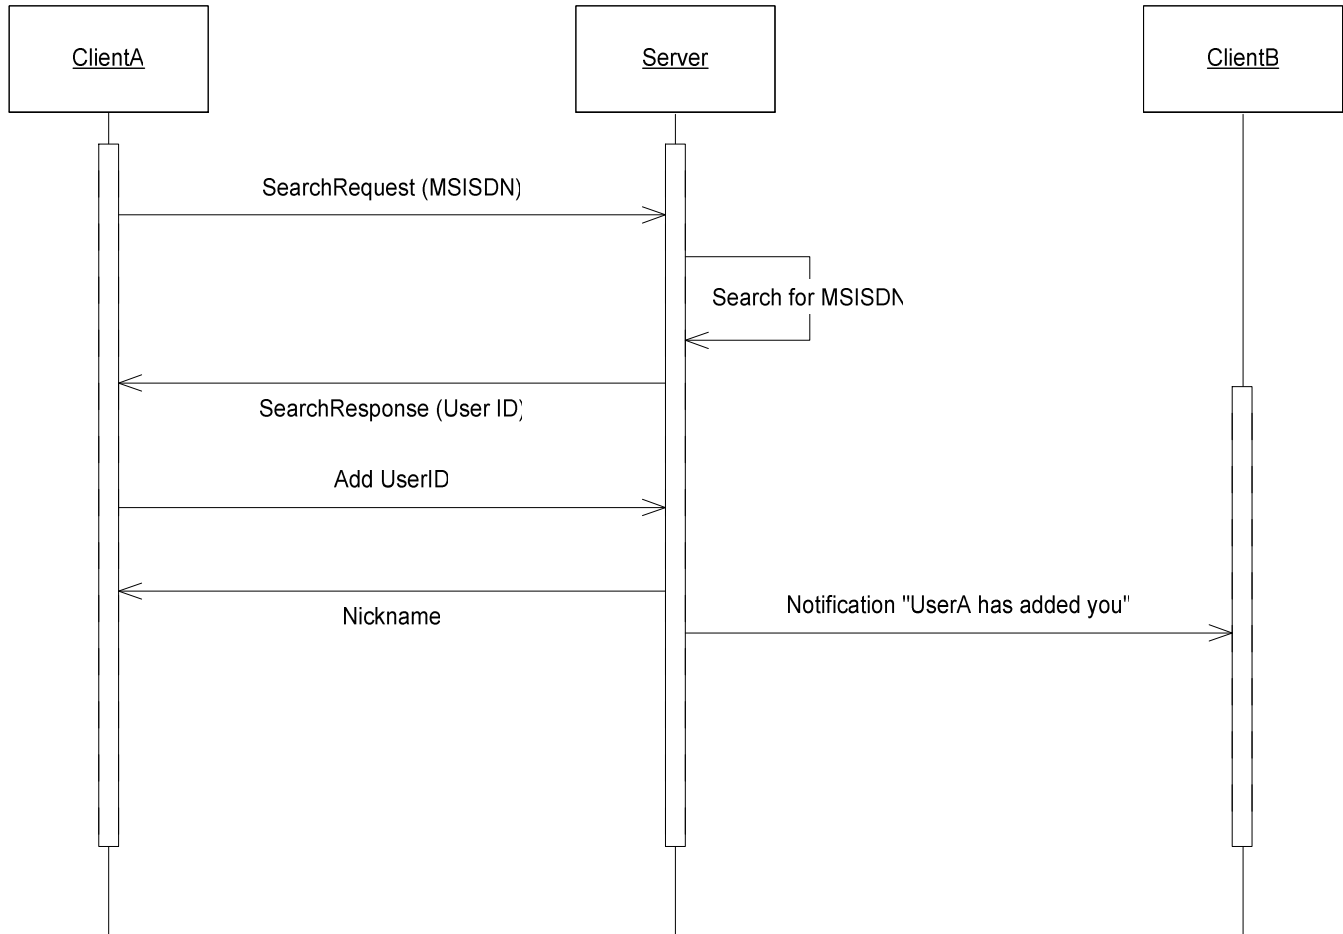 ClientA
Server
ClientB
SearchRequest (MSISDN)
Search for MSISDN
SearchResponse (User ID)
Add UserID
Nickname
Notification "UserA has added you"